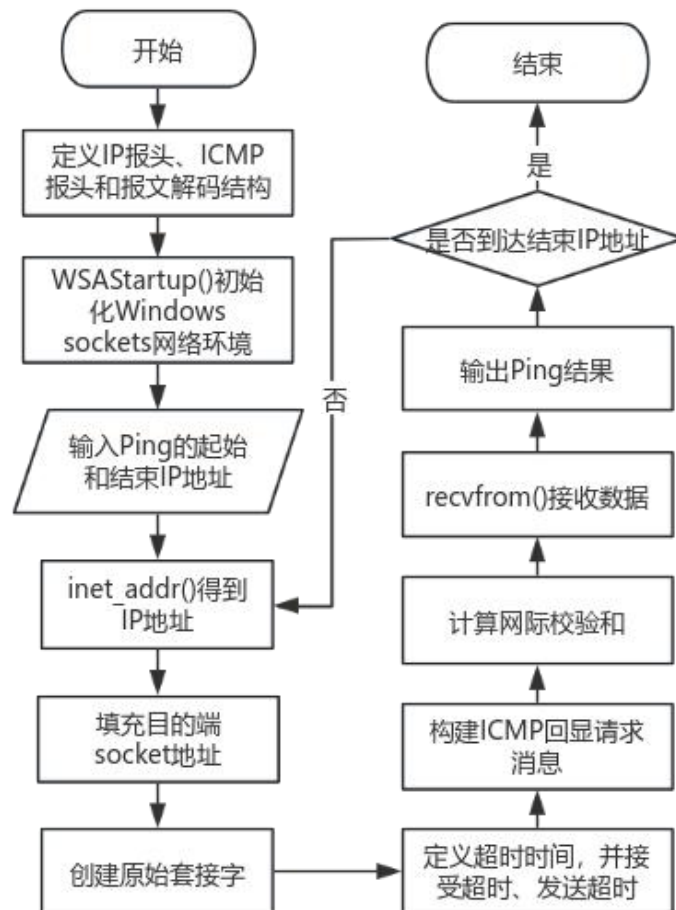 开始
定义IP报头、ICMP
报头和报文解码结构
WSAStartup()初始
化Windows
sockets网络环境
输入Ping的起始
和结束IP地址
inet_addr()得到
IP地址
填充目的端
socket地址
创建原始套接字
定义超时时间，并接
受超时、发送超时
构建ICMP回显请求
消息
计算网际校验和
recvfrom()接收数据
输出Ping结果
是否到达结束IP地址
否
是
结束